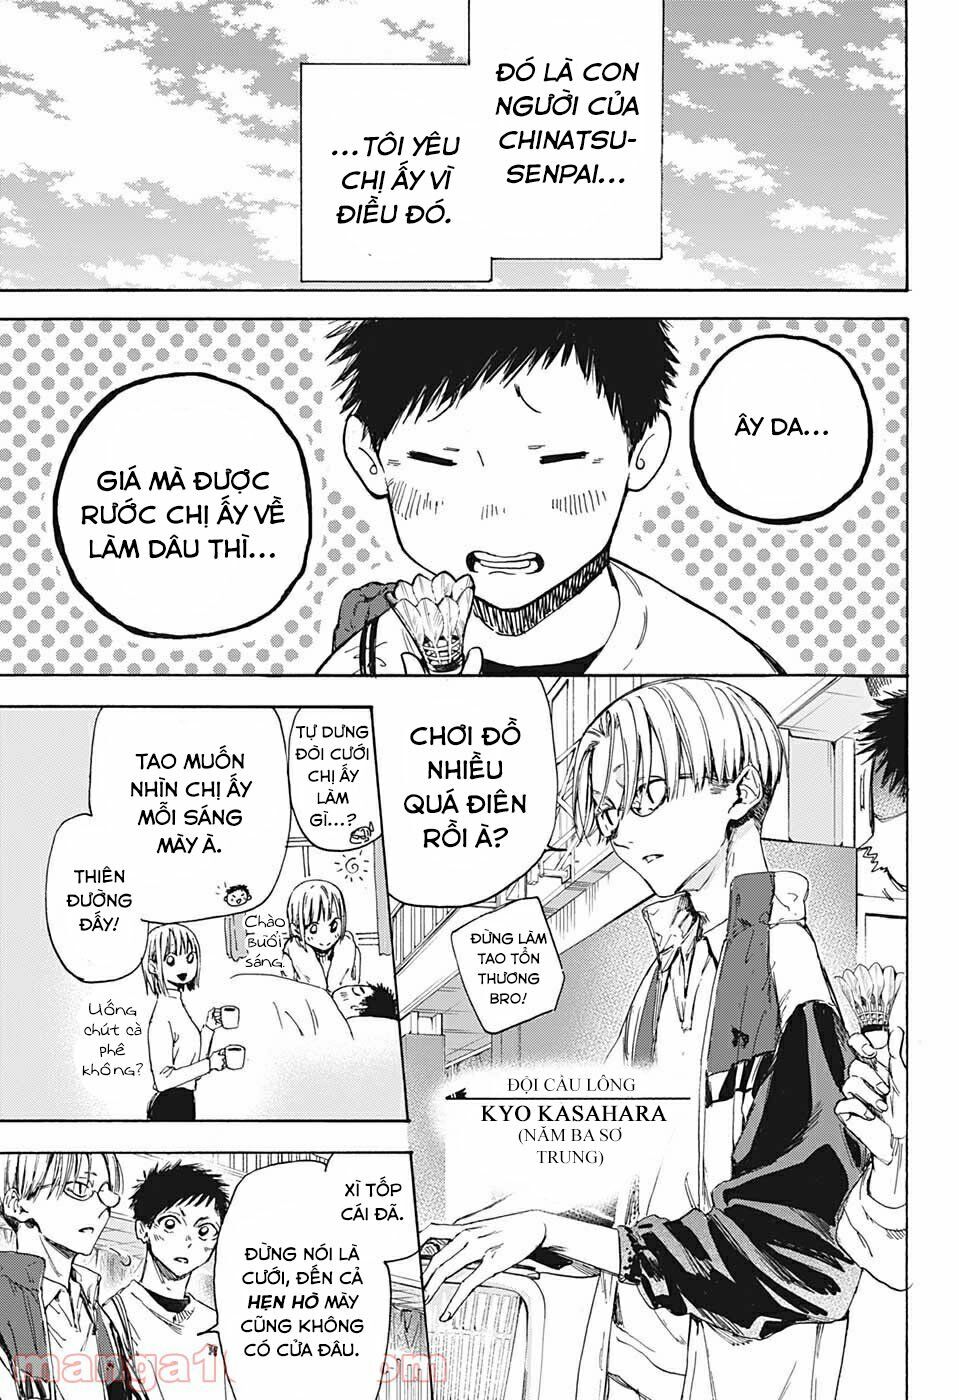 ĐÓ LÀ CON
NGƯỜI CỦA
CHINATSU-
SENPAI...
...TÔI YÊU
CHỊ ẤY VÌ
ĐIỀU ĐÓ.
ÂY DA...
GIÁ MÀ ĐƯỢC
RƯỚC CHỊ ẤY VỀ
LÀM DÂU THÌ...
CHƠI ĐỒ
NHIỀU
QUÁ ĐIÊN
RỒI À?
ĐỪNG LÀM
TAO TỔN
THƯƠNG
BRO!
ĐỘI CẦU LÔNG
KYO KASAHARA
(NĂM BA SƠ
TRUNG)
TỰ DƯNG
ĐÒI CƯỚI
CHỊ ẤY
LÀM
GÌ...?
TAO MUỐN
NHÌN CHỊ ẤY
MỖI SÁNG
MÀY À.
THIÊN
ĐƯỜNG
ĐẤY!
Chào
Buổi
sáng
Uống
chút cà
phê
không?
XÌ TỐP
CÁI ĐÃ.
ĐỪNG NÓI LÀ
CƯỚI, ĐẾN CẢ
HẸN HÒ MÀY
CŨNG KHÔNG
CÓ CỬA ĐÂU.